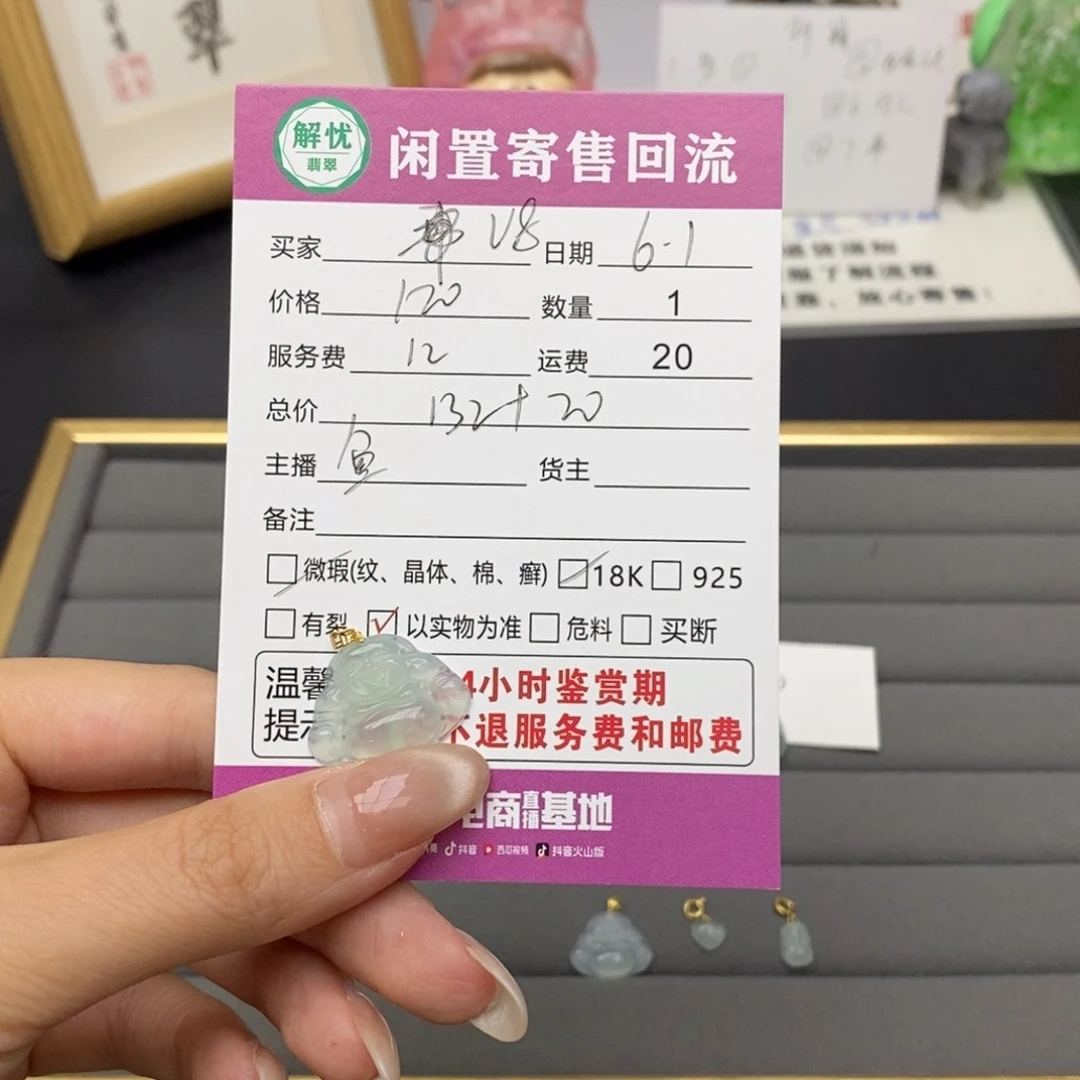 翠
解忧
翡翠
闲置寄售回流
买家 V8 日期 6-1
价格 120 数量 1
服务费 12 运费 20
总价 132+20
主播 鱼 货主
备注
微瑕(纹、晶体、棉、癣) 18K 925
有裂 以实物为准 危料 买断
温馨 4小时鉴赏期
提示 不退服务费和邮费
电商直播基地
抖音 西瓜视频 抖音火山版